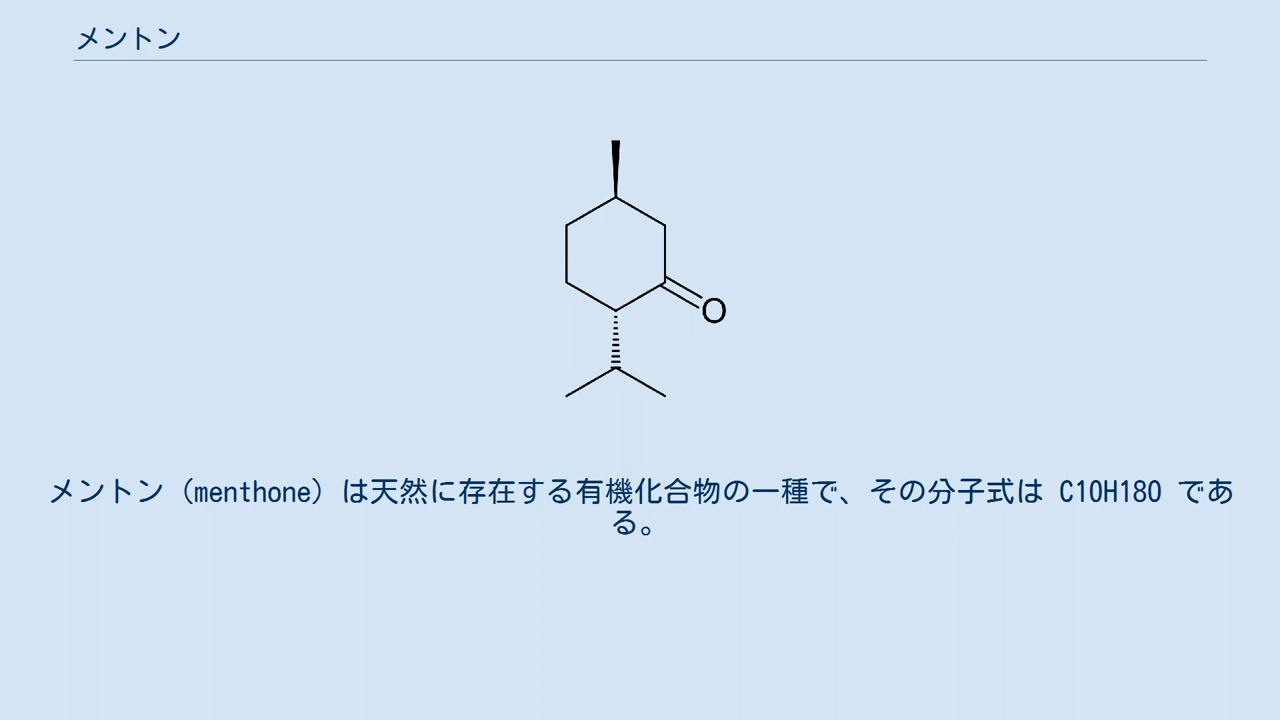 メントン
O
メントン（menthone）は天然に存在する有機化合物の一種で、その分子式は C10H18O であ
る。